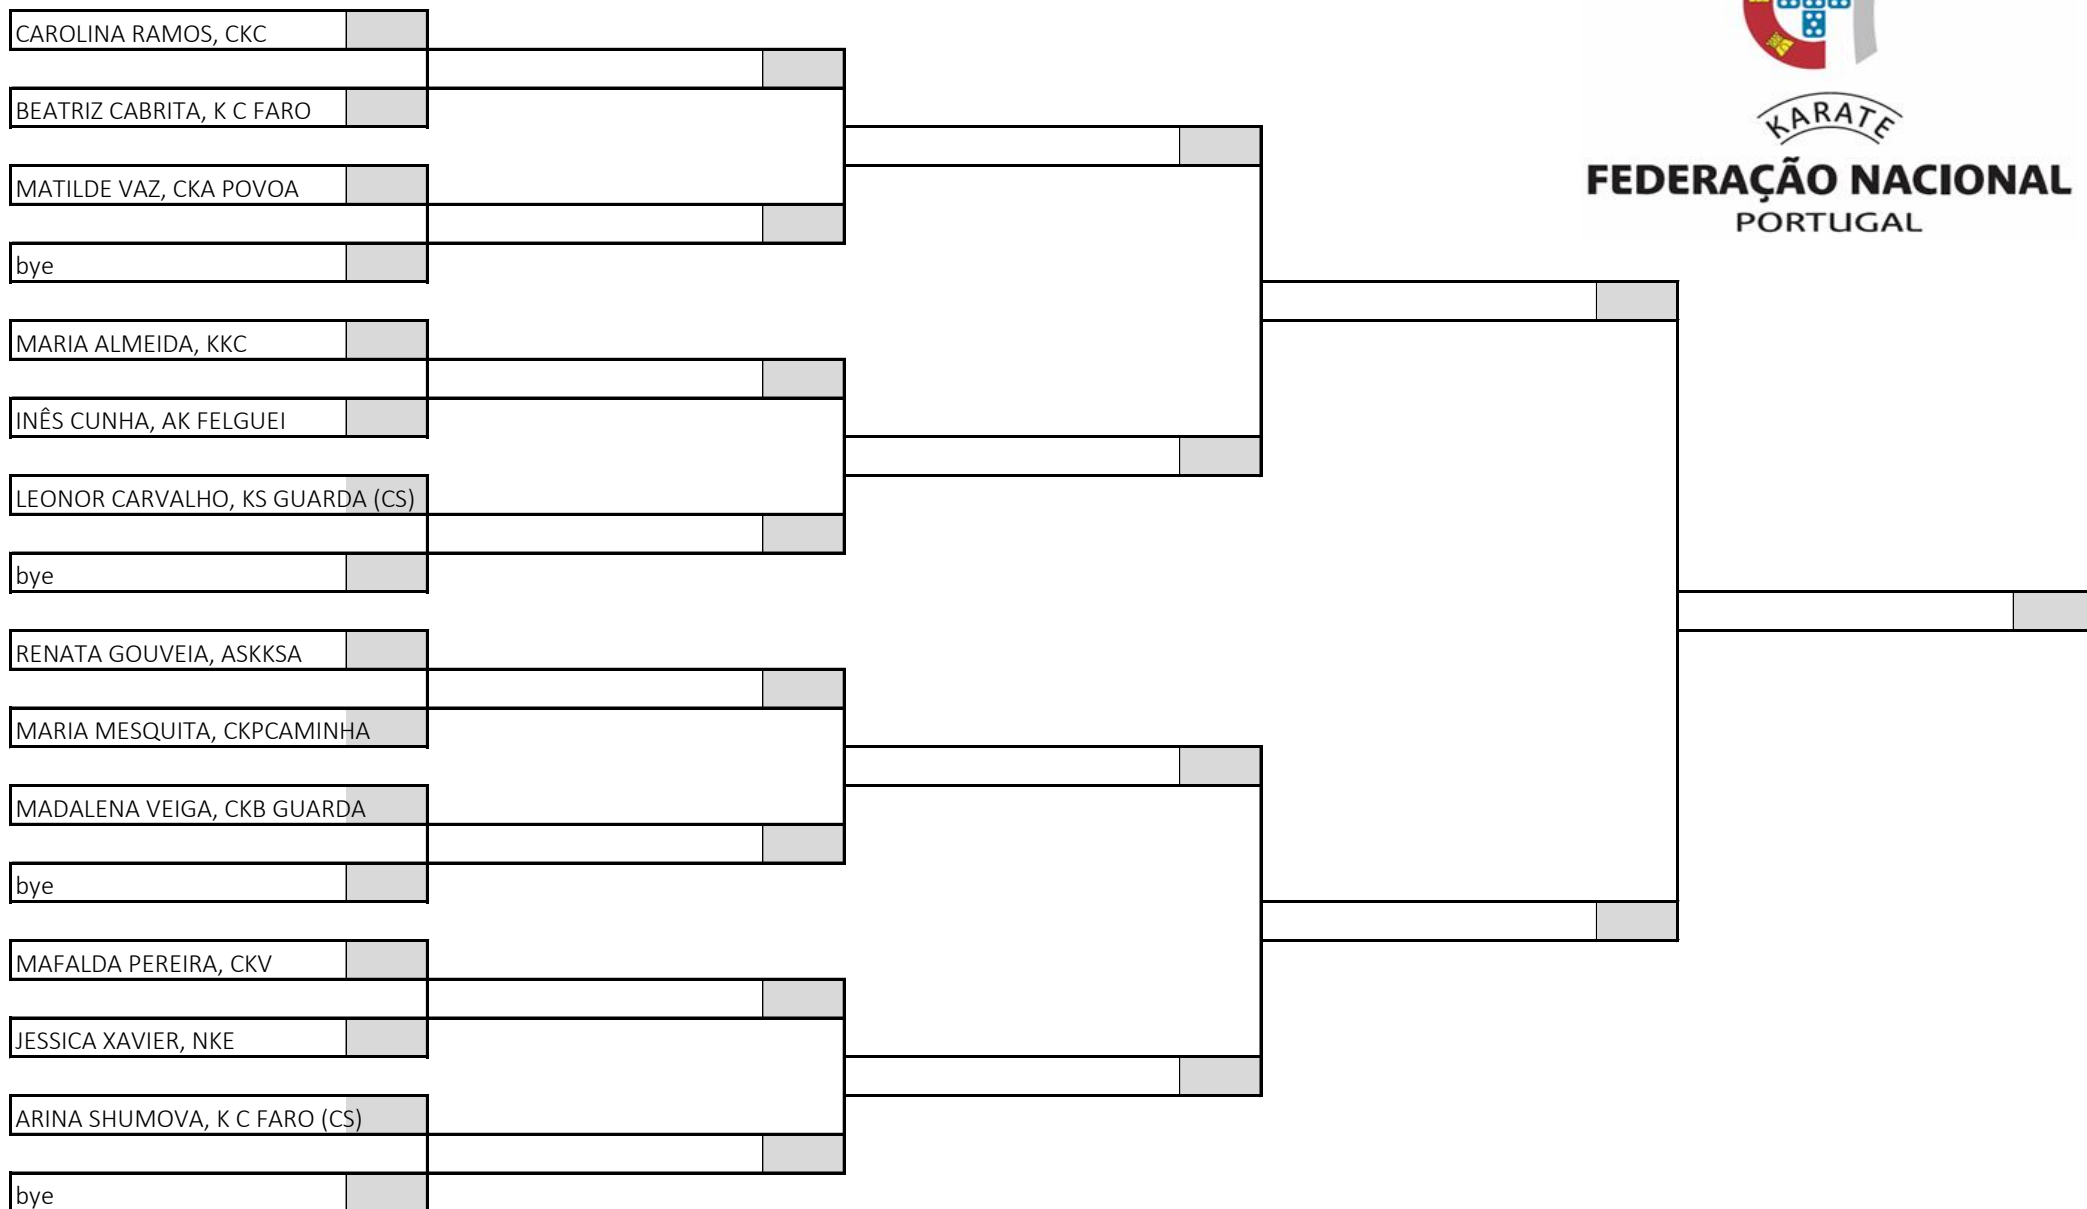 CAROLINA RAMOS, CKC
BEATRIZ CABRITA, K C FARO
MATILDE VAZ, CKA POVOA
bye
MARIA ALMEIDA, KKC
INÊS CUNHA, AK FELGUEI
LEONOR CARVALHO, KS GUARDA (CS)
bye
RENATA GOUVEIA, ASKKSA
MARIA MESQUITA, CKPCAMINHA
MADALENA VEIGA, CKB GUARDA
bye
MAFALDA PEREIRA, CKV
JESSICA XAVIER, NKE
ARINA SHUMOVA, K C FARO (CS)
bye
KARATE
FEDERAÇÃO NACIONAL
PORTUGAL